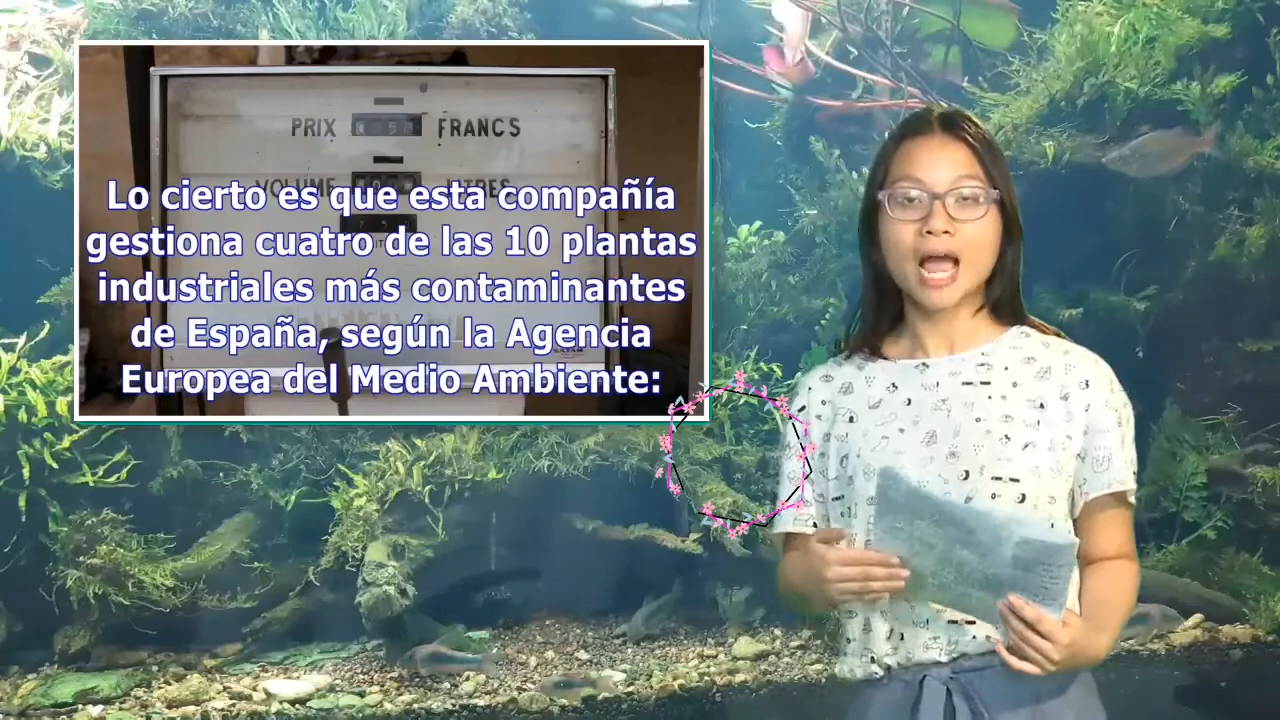 PRIX FRANCS
VOLUME
Lo cierto es que esta compañía
gestiona cuatro de las 10 plantas
industriales más contaminantes
de España, según la Agencia
Europea del Medio Ambiente: